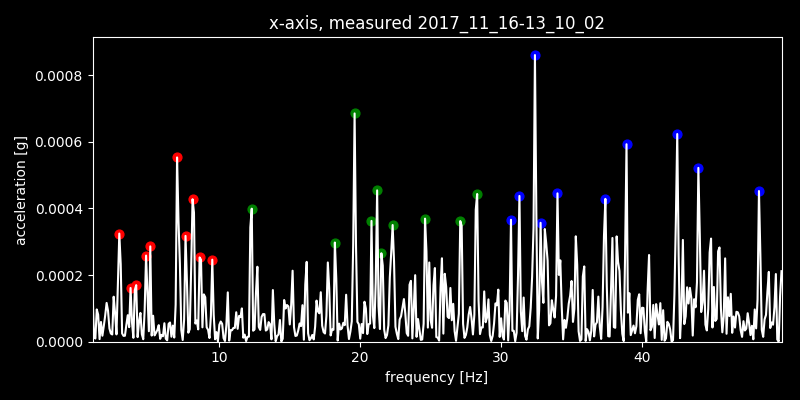 x-axis, measured 2017_11_16-13_10_02
acceleration [g]
0.0008
0.0006
0.0004
0.0002
0.0000
10 20 30 40
frequency [Hz]